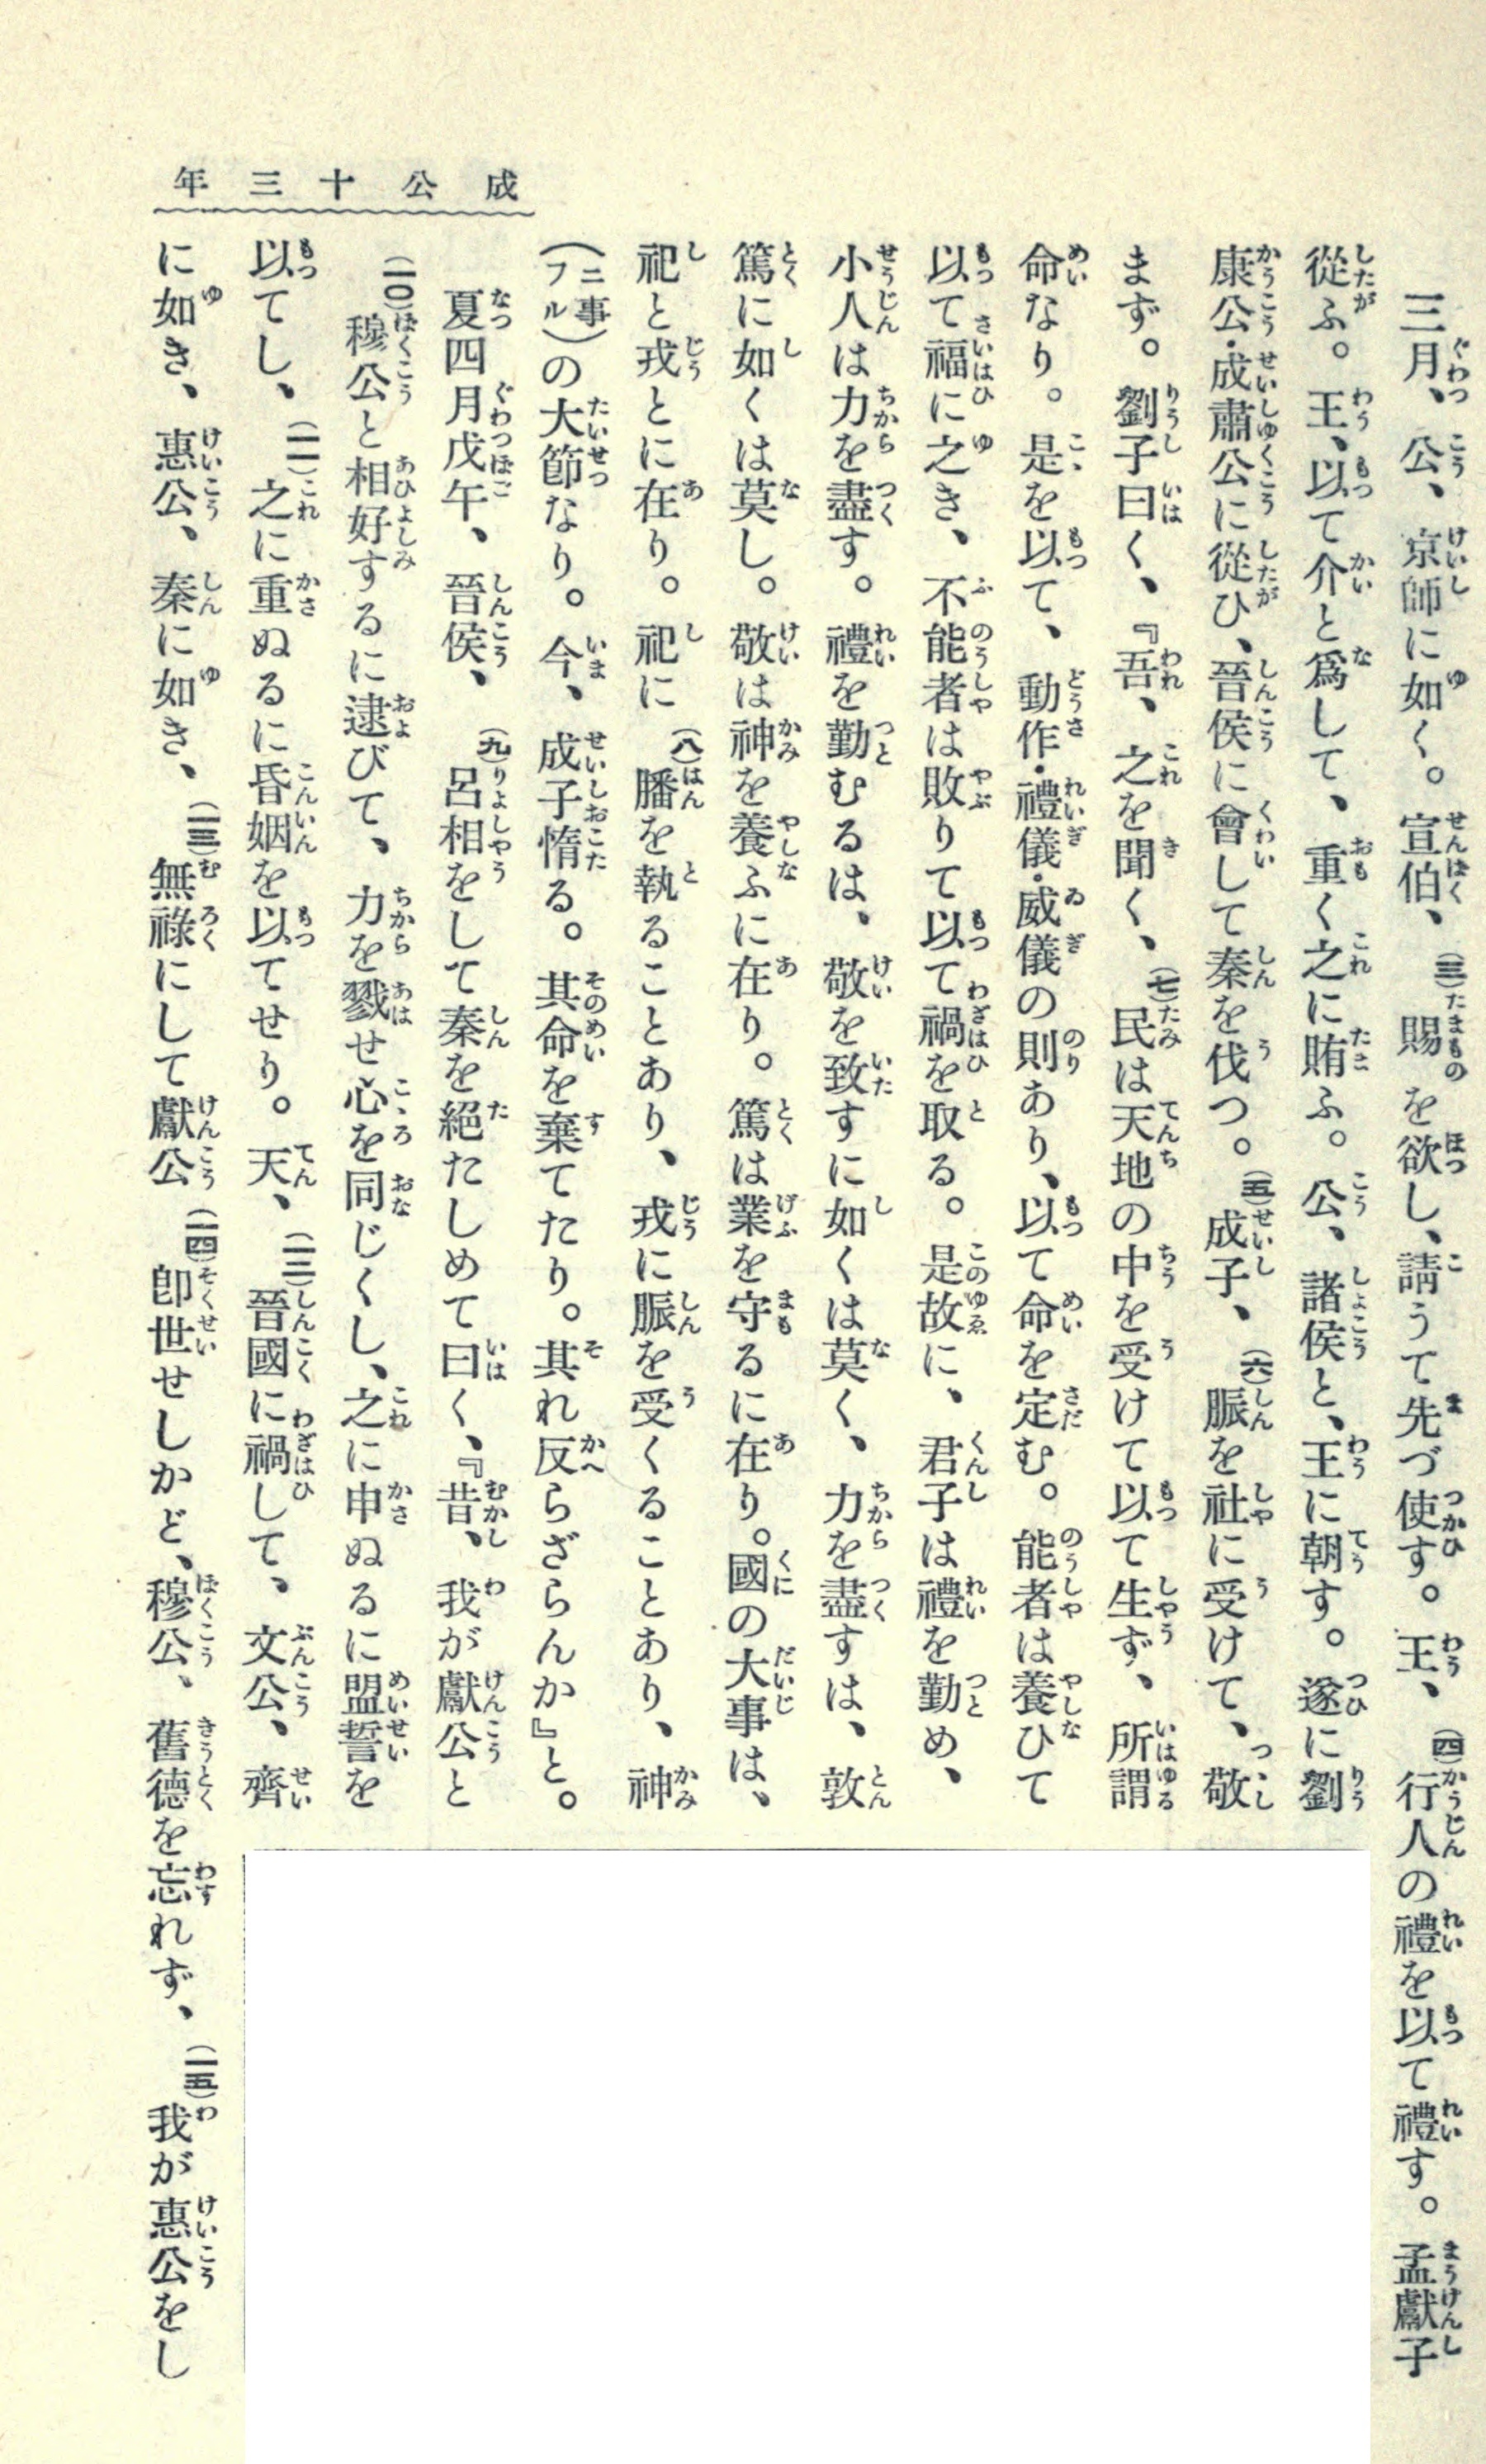 成公十三年
三月、公、京師に如く。宣伯、(三)賜を欲し、請うて先づ使す。王、(四)行人の禮を以て禮す。孟獻子
從ふ。王、以て介と爲して、重く之に賄ふ。公、諸侯と、王に朝す。遂に劉
康公・成肅公に從ひ、晉侯に會して秦を伐つ。(五)成子、(六)脤を社に受けて、敬
まず。劉子曰く、『吾、之を聞く、(七)民は天地の中を受けて以て生ず、所謂
命なり。是を以て、動作・禮儀・威儀の則あり、以て命を定む。能者は養ひて
以て福に之き、不能者は敗りて以て禍を取る。是故に、君子は禮を勤め、
小人は力を盡す。禮を勤むるは、敬を致すに如くは莫く、力を盡すは、敦
篤に如くは莫し。敬は神を養ふに在り。篤は業を守るに在り。國の大事は、
祀と戎とに在り。祀に(八)膰を執ることあり、戎に脤を受くることあり、神
(ニ事フル)の大節なり。今、成子惰る。其命を棄てたり。其れ反らざらんか』と。
夏四月戊午、晉侯、(九)呂相をして秦を絕たしめて曰く、『昔、我が獻公と
(一〇)穆公と相好するに逮びて、力を戮せ心を同じくし、之に申ぬるに盟誓を
以てし、(一一)之に重ぬるに昏姻を以てせり。天、(一二)晉國に禍して、文公、齊
に如き、惠公、秦に如き、(一三)無祿にして獻公(一四)卽世せしかど、穆公、舊德を忘れず、(一五)我が惠公をし